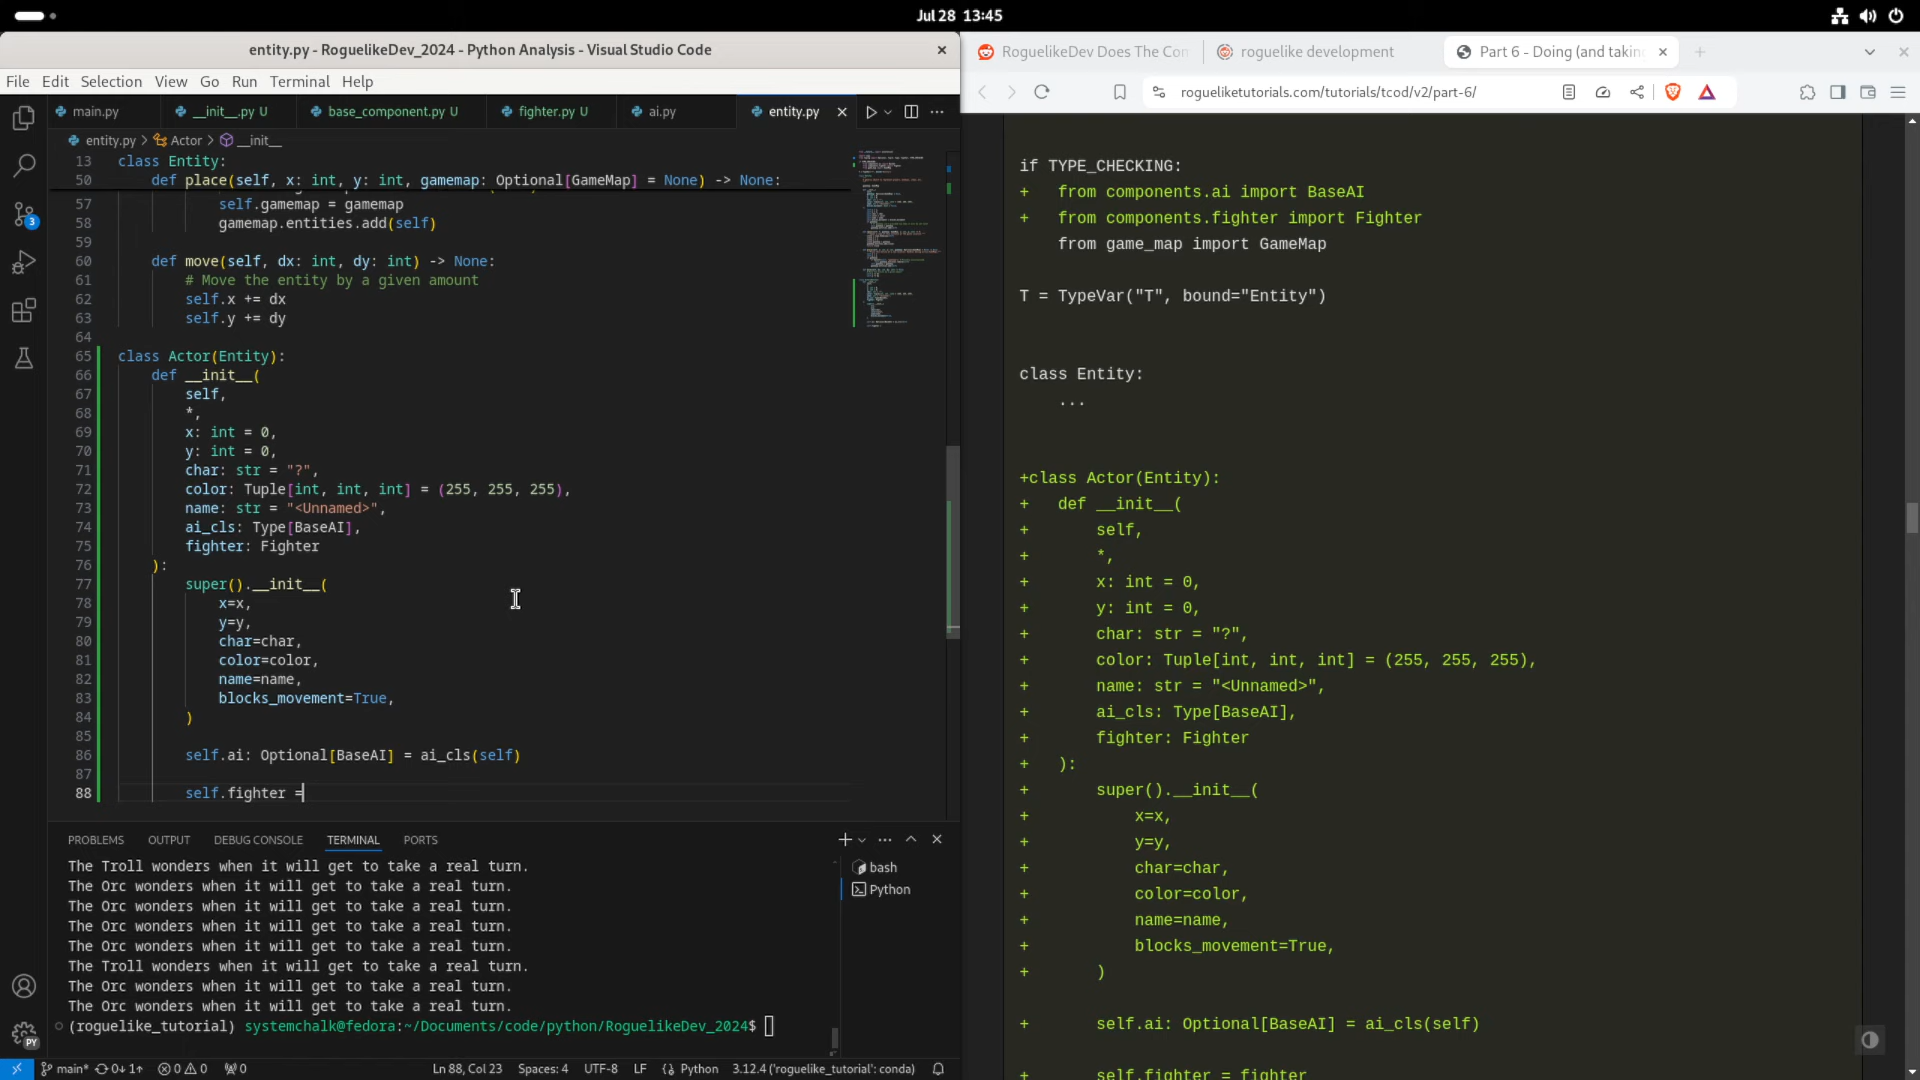 Jul 28 13:45
entity.py - RoguelikeDev_2024 - Python Analysis - Visual Studio Code
File Edit Selection View Go Run Terminal Help
main.py __init__.py U base_component.py U fighter.py U ai.py entity.py
entity.py > Actor > __init__
13 class Entity:
50 def place(self, x: int, y: int, gamemap: Optional[GameMap] = None) -> None:
57 self.gamemap = gamemap
58 gamemap.entities.add(self)
59
60 def move(self, dx: int, dy: int) -> None:
61 # Move the entity by a given amount
62 self.x += dx
63 self.y += dy
64
65 class Actor(Entity):
66 def __init__(
67 self,
68 *,
69 x: int = 0,
70 y: int = 0,
71 char: str = "?",
72 color: Tuple[int, int, int] = (255, 255, 255),
73 name: str = "<Unnamed>",
74 ai_cls: Type[BaseAI],
75 fighter: Fighter
76 ):
77 super().__init__(
78 x=x,
79 y=y,
80 char=char,
81 color=color,
82 name=name,
83 blocks_movement=True,
84 )
85
86 self.ai: Optional[BaseAI] = ai_cls(self)
87
88 self.fighter =
PROBLEMS OUTPUT DEBUG CONSOLE TERMINAL PORTS
The Troll wonders when it will get to take a real turn.
The Orc wonders when it will get to take a real turn.
The Orc wonders when it will get to take a real turn.
The Orc wonders when it will get to take a real turn.
The Orc wonders when it will get to take a real turn.
The Troll wonders when it will get to take a real turn.
The Orc wonders when it will get to take a real turn.
The Orc wonders when it will get to take a real turn.
(roguelike_tutorial) systemchalk@fedora:~/Documents/code/python/RoguelikeDev_2024$
bash
Python
3
PY
main* 0↓ 1↑ 0 0 0 Ln 88, Col 23 Spaces: 4 UTF-8 LF Python 3.12.4 ('roguelike_tutorial': conda)
RoguelikeDev Does The Con roguelike development Part 6 - Doing (and takin
rogueliketutorials.com/tutorials/tcod/v2/part-6/
if TYPE_CHECKING:
+ from components.ai import BaseAI
+ from components.fighter import Fighter
from game_map import GameMap
T = TypeVar("T", bound="Entity")
class Entity:
...
+class Actor(Entity):
+ def __init__(
+ self,
+ *,
+ x: int = 0,
+ y: int = 0,
+ char: str = "?",
+ color: Tuple[int, int, int] = (255, 255, 255),
+ name: str = "<Unnamed>",
+ ai_cls: Type[BaseAI],
+ fighter: Fighter
+ ):
+ super().__init__(
+ x=x,
+ y=y,
+ char=char,
+ color=color,
+ name=name,
+ blocks_movement=True,
+ )
+ self.ai: Optional[BaseAI] = ai_cls(self)
+ self.fighter = fighter